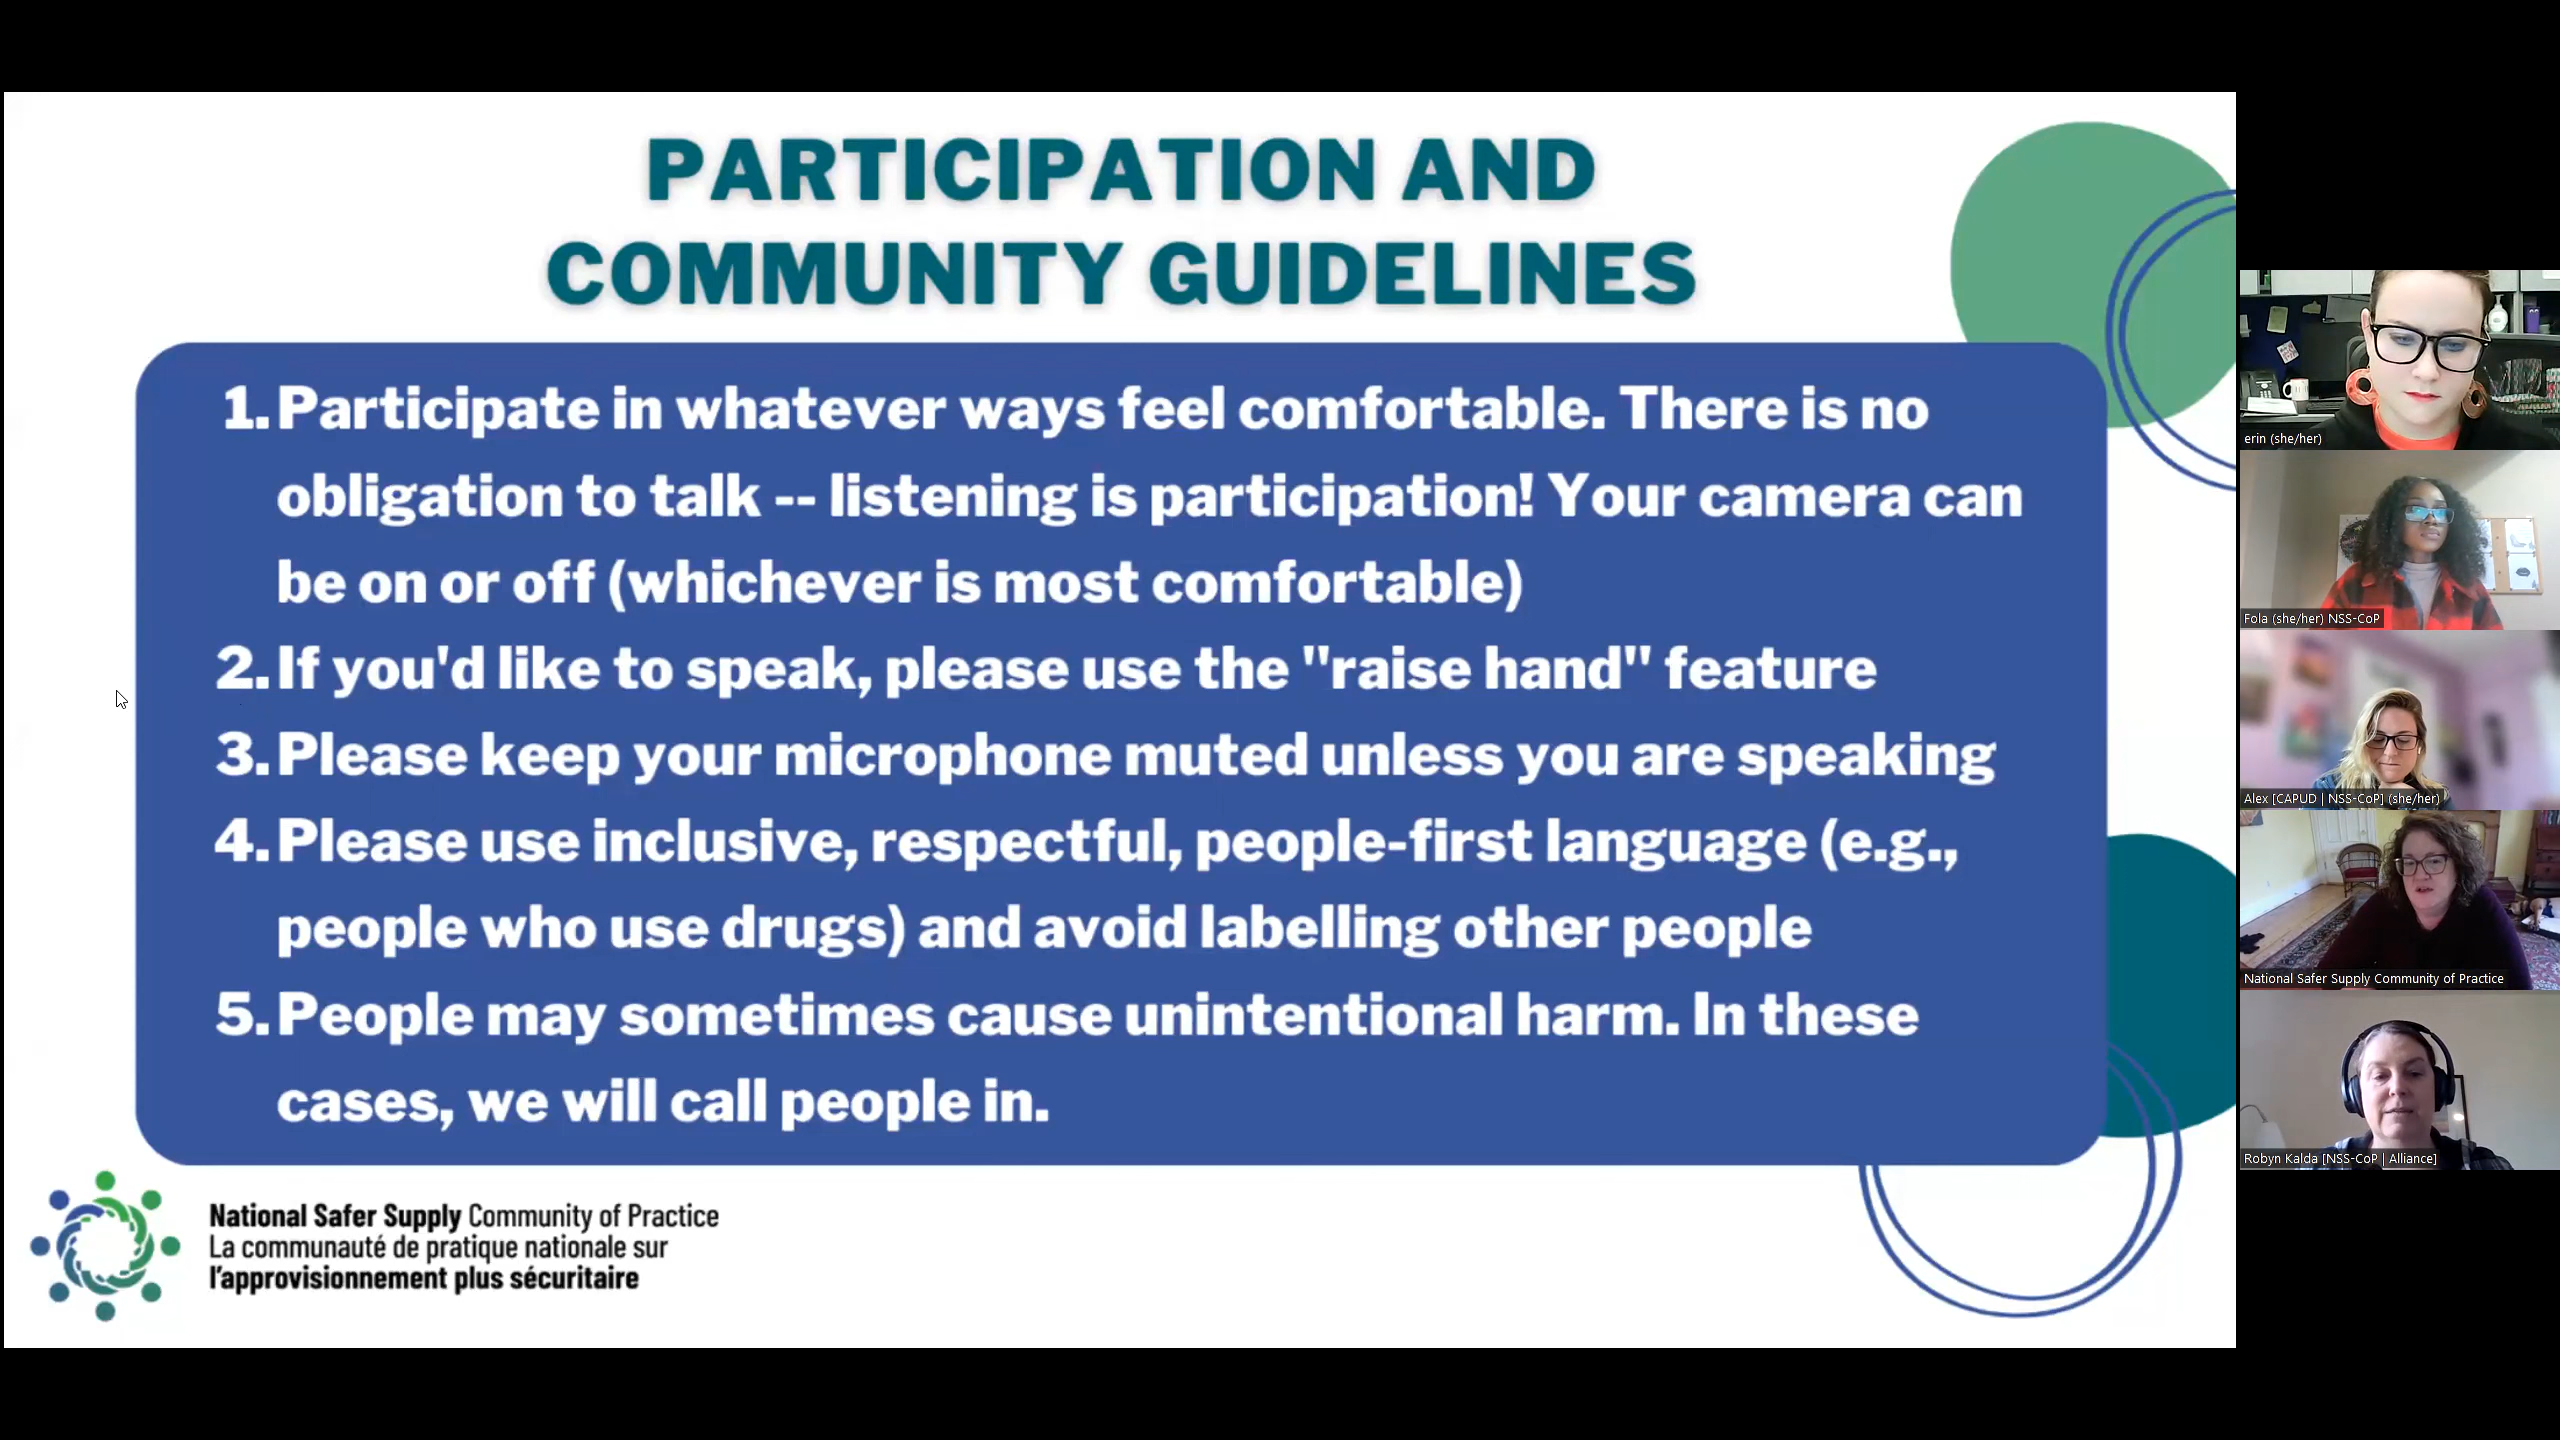 PARTICIPATION AND
COMMUNITY GUIDELINES
1. Participate in whatever ways feel comfortable. There is no
obligation to talk -- listening is participation! Your camera can
be on or off (whichever is most comfortable)
2. If you'd like to speak, please use the "raise hand" feature
3. Please keep your microphone muted unless you are speaking
4. Please use inclusive, respectful, people-first language (e.g.,
people who use drugs) and avoid labelling other people
5. People may sometimes cause unintentional harm. In these
cases, we will call people in.
National Safer Supply Community of Practice
La communauté de pratique nationale sur
l'approvisionnement plus sécuritaire
erin (she/her)
Fola (she/her) NSS-CoP
Alex [CAPUD | NSS-CoP] (she/her)
National Safer Supply Community of Practice
Robyn Kalda [NSS-CoP | Alliance]